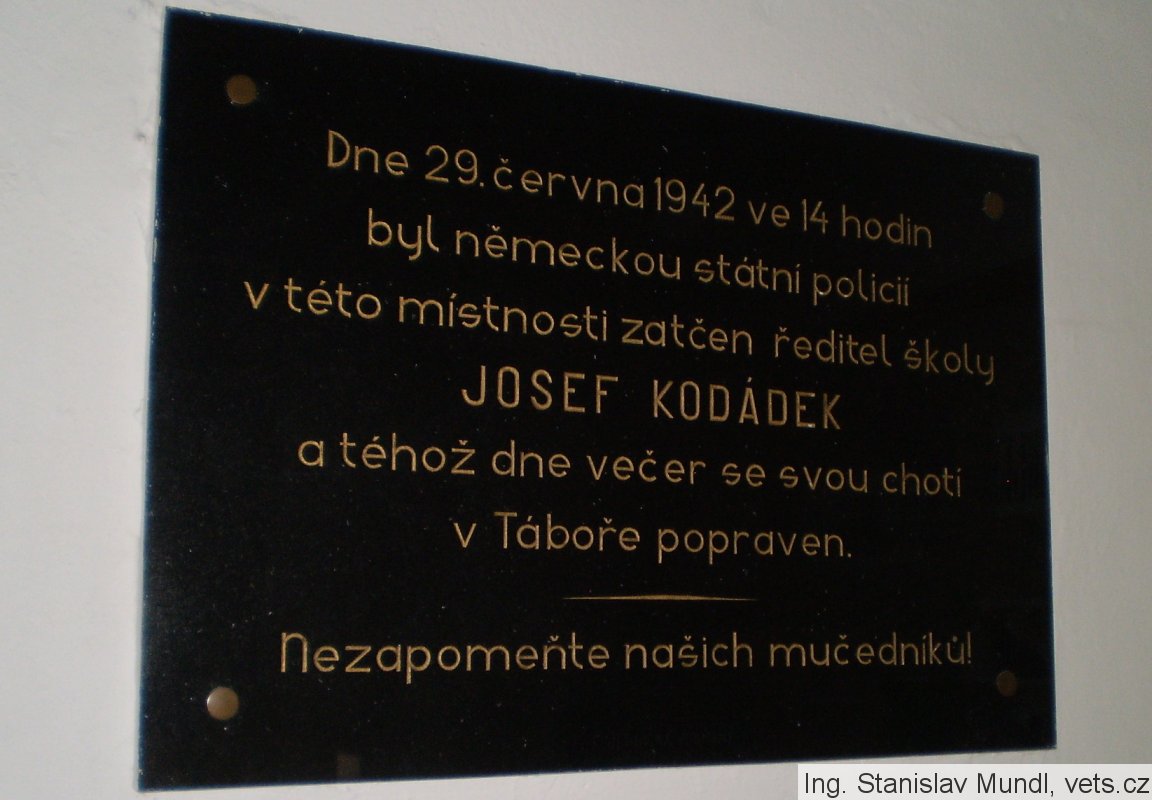 Dne 29. června 1942 ve 14 hodin
byl německou státní policií
v této místnosti zatčen ředitel školy
JOSEF KODÁDEK
a téhož dne večer se svou chotí
v Táboře popraven.
Nezapomeňte našich mučedníků!
Ing. Stanislav Mundl, vets.cz